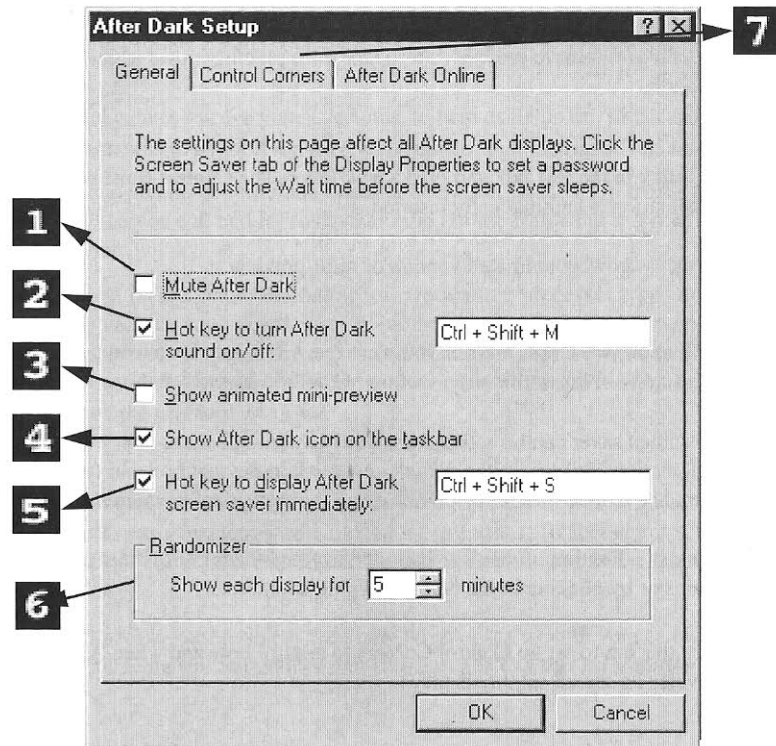 After Dark Setup
7
General
Control Corners
After Dark Online
The settings on this page affect all After Dark displays. Click the
Screen Saver tab of the Display Properties to set a password
and to adjust the Wait time before the screen saver sleeps.
1
Mute After Dark
2
Hot key to turn After Dark
sound on/off:
Ctrl + Shift + M
3
Show animated mini-preview
4
Show After Dark icon on the taskbar
5
Hot key to display After Dark
screen saver immediately:
Ctrl + Shift + S
Randomizer
6
Show each display for 5 minutes
OK
Cancel